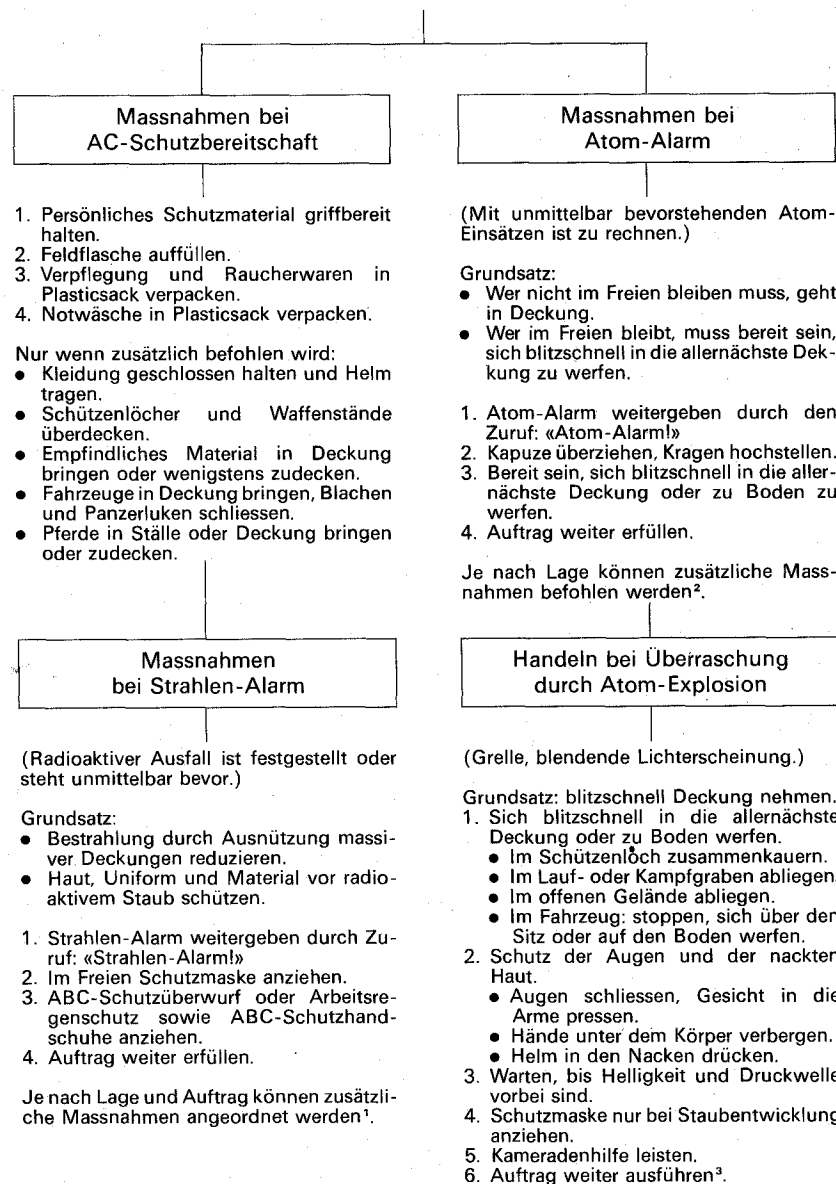 Massnahmen bei
AC-Schutzbereitschaft
1. Persönliches Schutzmaterial griffbereit
halten.
2. Feldflasche auffüllen.
3. Verpflegung und Raucherwaren in
Plasticsack verpacken.
4. Notwäsche in Plasticsack verpacken.
Nur wenn zusätzlich befohlen wird:
• Kleidung geschlossen halten und Helm
tragen.
• Schützenlöcher und Waffenstände
überdecken.
• Empfindliches Material in Deckung
bringen oder wenigstens zudecken.
• Fahrzeuge in Deckung bringen, Blachen
und Panzerluken schliessen.
• Pferde in Ställe oder Deckung bringen
oder zudecken.
Massnahmen
bei Strahlen-Alarm
(Radioaktiver Ausfall ist festgestellt oder
steht unmittelbar bevor.)
Grundsatz:
• Bestrahlung durch Ausnützung massi-
ver Deckungen reduzieren.
• Haut, Uniform und Material vor radio-
aktivem Staub schützen.
1. Strahlen-Alarm weitergeben durch Zu-
ruf: «Strahlen-Alarm!»
2. Im Freien Schutzmaske anziehen.
3. ABC-Schutzüberwurf oder Arbeitsre-
genschutz sowie ABC-Schutzhand-
schuhe anziehen.
4. Auftrag weiter erfüllen.
Je nach Lage und Auftrag können zusätzli-
che Massnahmen angeordnet werden¹.
Massnahmen bei
Atom-Alarm
(Mit unmittelbar bevorstehenden Atom-
Einsätzen ist zu rechnen.)
Grundsatz:
• Wer nicht im Freien bleiben muss, geht
in Deckung.
• Wer im Freien bleibt, muss bereit sein,
sich blitzschnell in die allernächste Dek-
kung zu werfen.
1. Atom-Alarm weitergeben durch den
Zuruf: «Atom-Alarm!»
2. Kapuze überziehen, Kragen hochstellen.
3. Bereit sein, sich blitzschnell in die aller-
nächste Deckung oder zu Boden zu
werfen.
4. Auftrag weiter erfüllen.
Je nach Lage können zusätzliche Mass-
nahmen befohlen werden².
Handeln bei Überraschung
durch Atom-Explosion
(Grelle, blendende Lichterscheinung.)
Grundsatz: blitzschnell Deckung nehmen.
1. Sich blitzschnell in die allernächste
Deckung oder zu Boden werfen.
• Im Schützenloch zusammenkauern.
• Im Lauf- oder Kampfgraben abliegen.
• Im offenen Gelände abliegen.
• Im Fahrzeug: stoppen, sich über den
Sitz oder auf den Boden werfen.
2. Schutz der Augen und der nackten
Haut.
• Augen schliessen, Gesicht in die
Arme pressen.
• Hände unter dem Körper verbergen.
• Helm in den Nacken drücken.
3. Warten, bis Helligkeit und Druckwelle
vorbei sind.
4. Schutzmaske nur bei Staubentwicklung
anziehen.
5. Kameradenhilfe leisten.
6. Auftrag weiter ausführen³.